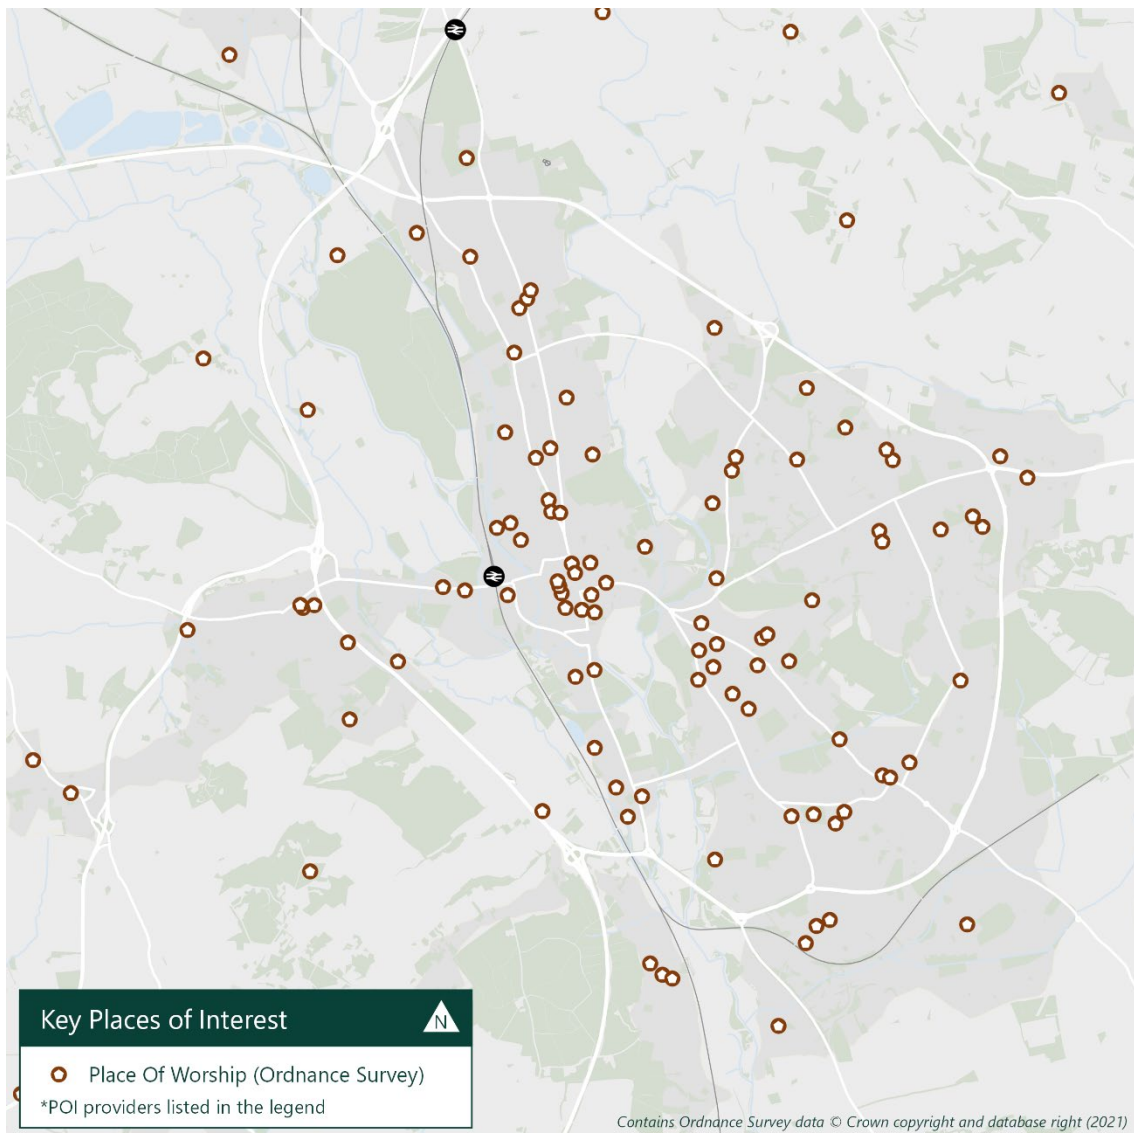 Key Places of Interest
N
Place Of Worship (Ordnance Survey)
*POI providers listed in the legend
Contains Ordnance Survey data © Crown copyright and database right (2021)